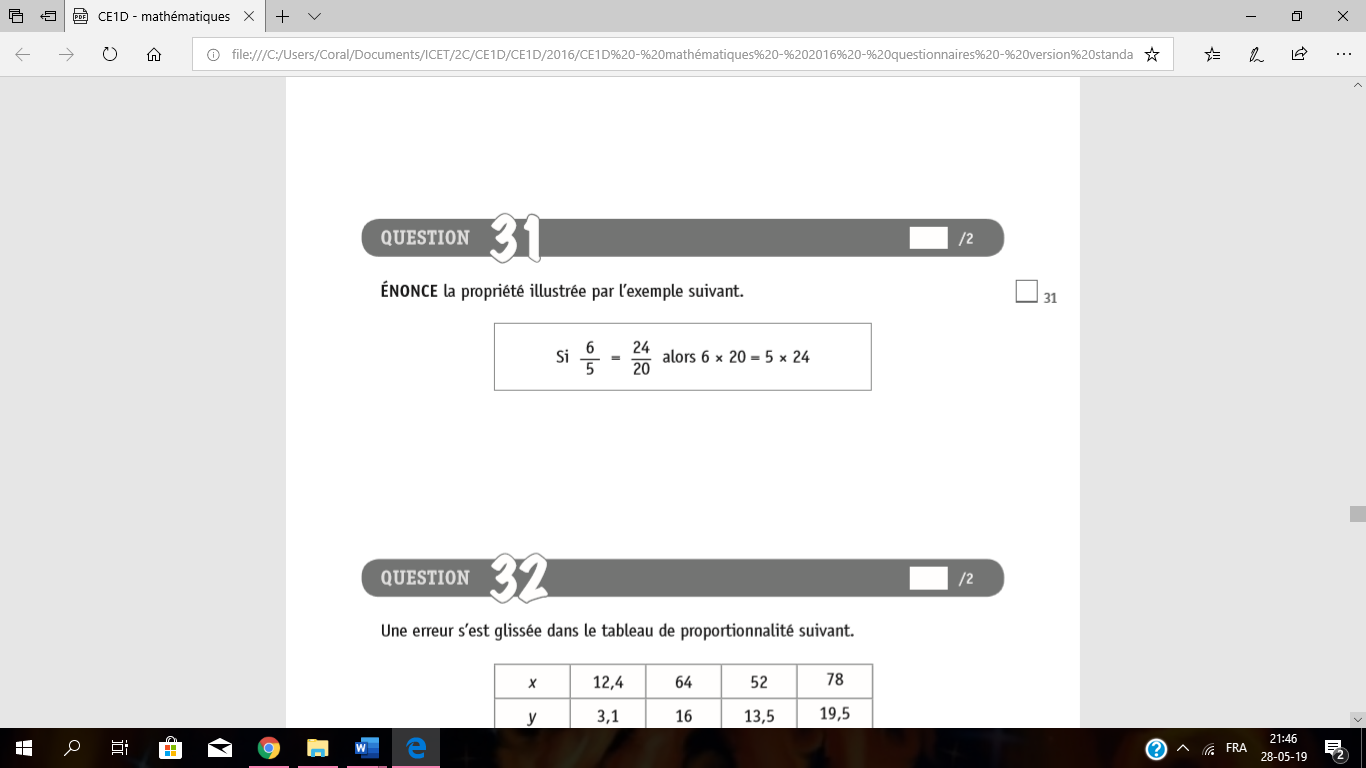 CE1D - mathématiques
file:///C:/Users/Coral/Documents/ICET/2C/CE1D/CE1D/2016/CE1D%20-%20mathématiques%20-%202016%20-%20questionnaires%20-%20version%20standa
QUESTION 31 /2
ÉNONCE la propriété illustrée par l'exemple suivant. 31
Si 6/5 = 24/20 alors 6 × 20 = 5 × 24
QUESTION 32 /2
Une erreur s'est glissée dans le tableau de proportionnalité suivant.
x 12,4 64 52 78
y 3,1 16 13,5 19,5
FRA 21:46
28-05-19 2